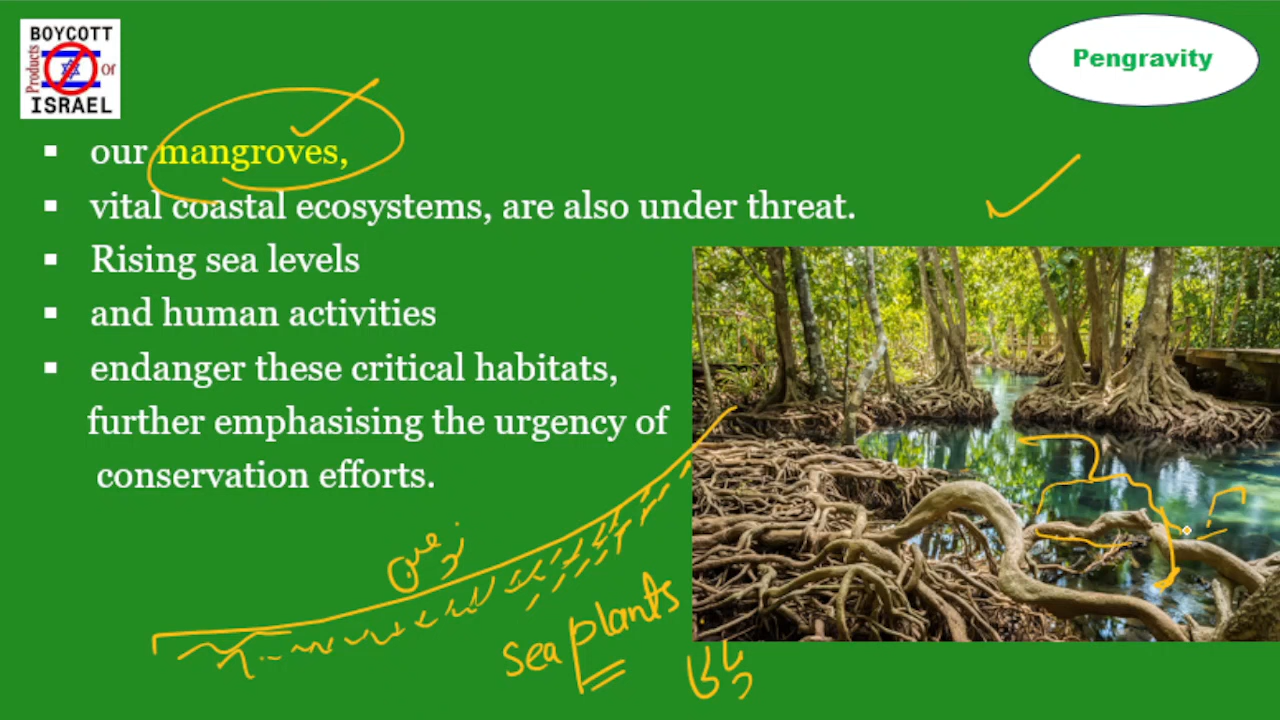 BOYCOTT
Products or
ISRAEL
Pengravity
our mangroves,
vital coastal ecosystems, are also under threat.
Rising sea levels
and human activities
endanger these critical habitats,
further emphasising the urgency of
conservation efforts.
sea plants